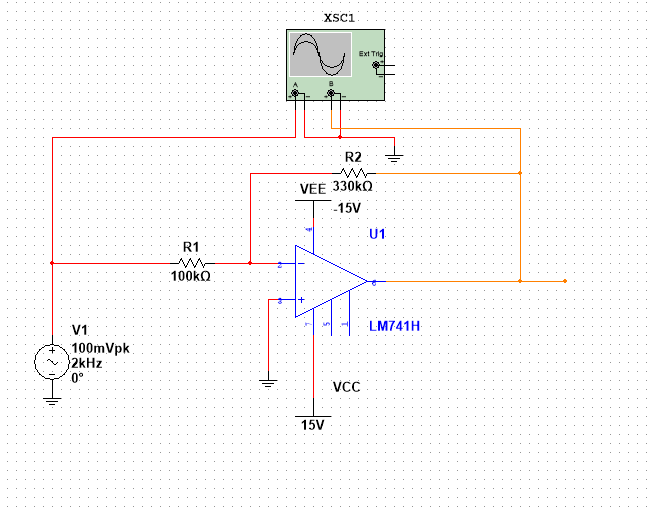 XSC1
Ext Trig
+
-
A
B
+ - + -
R2
330kΩ
VEE
-15V
4
U1
R1
100kΩ
2
6
3
7 5 1
LM741H
V1
100mVpk
2kHz
0°
VCC
15V